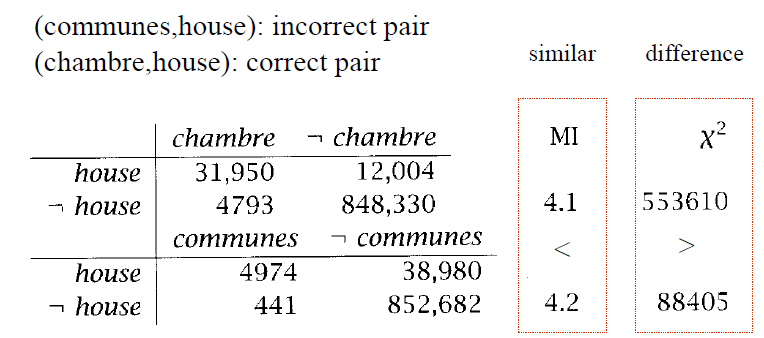 (communes,house): incorrect pair
(chambre,house): correct pair
similar difference
chambre ¬ chambre MI χ²
house 31,950 12,004
¬ house 4793 848,330 4.1 553610
communes ¬ communes < >
house 4974 38,980
¬ house 441 852,682 4.2 88405